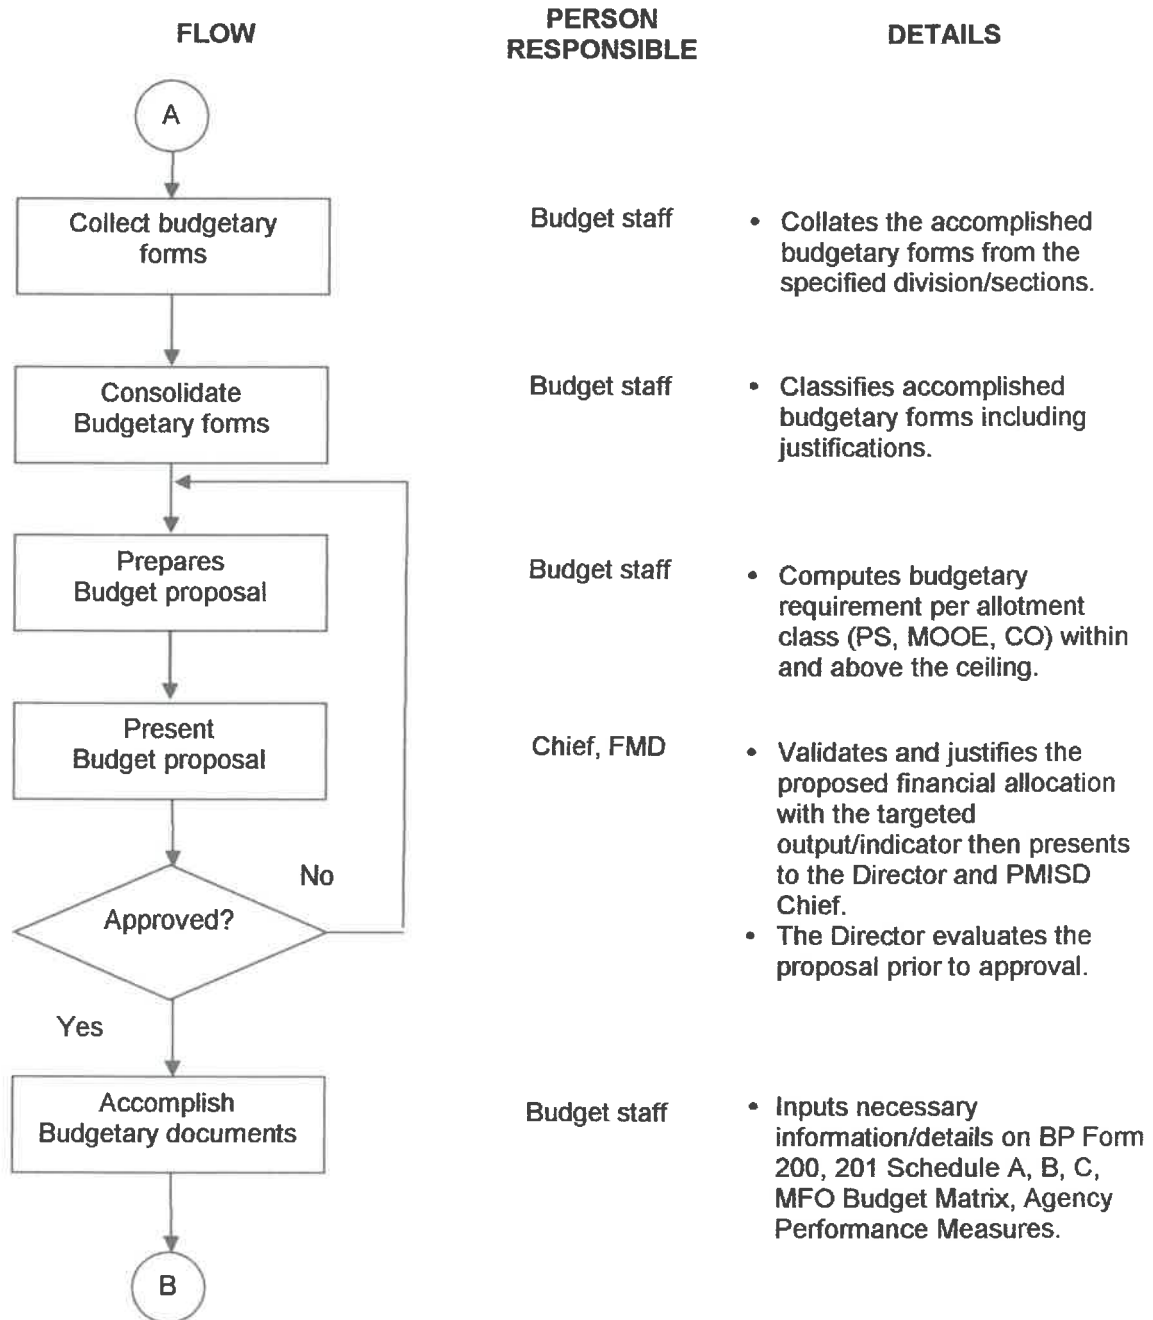 FLOW
PERSON
RESPONSIBLE
DETAILS
A
Collect budgetary
forms
Budget staff
• Collates the accomplished
budgetary forms from the
specified division/sections.
Consolidate
Budgetary forms
Budget staff
• Classifies accomplished
budgetary forms including
justifications.
Prepares
Budget proposal
Budget staff
• Computes budgetary
requirement per allotment
class (PS, MOOE, CO) within
and above the ceiling.
Present
Budget proposal
Chief, FMD
• Validates and justifies the
proposed financial allocation
with the targeted
output/indicator then presents
to the Director and PMISD
Chief.
• The Director evaluates the
proposal prior to approval.
No
Approved?
Yes
Accomplish
Budgetary documents
Budget staff
• Inputs necessary
information/details on BP Form
200, 201 Schedule A, B, C,
MFO Budget Matrix, Agency
Performance Measures.
B